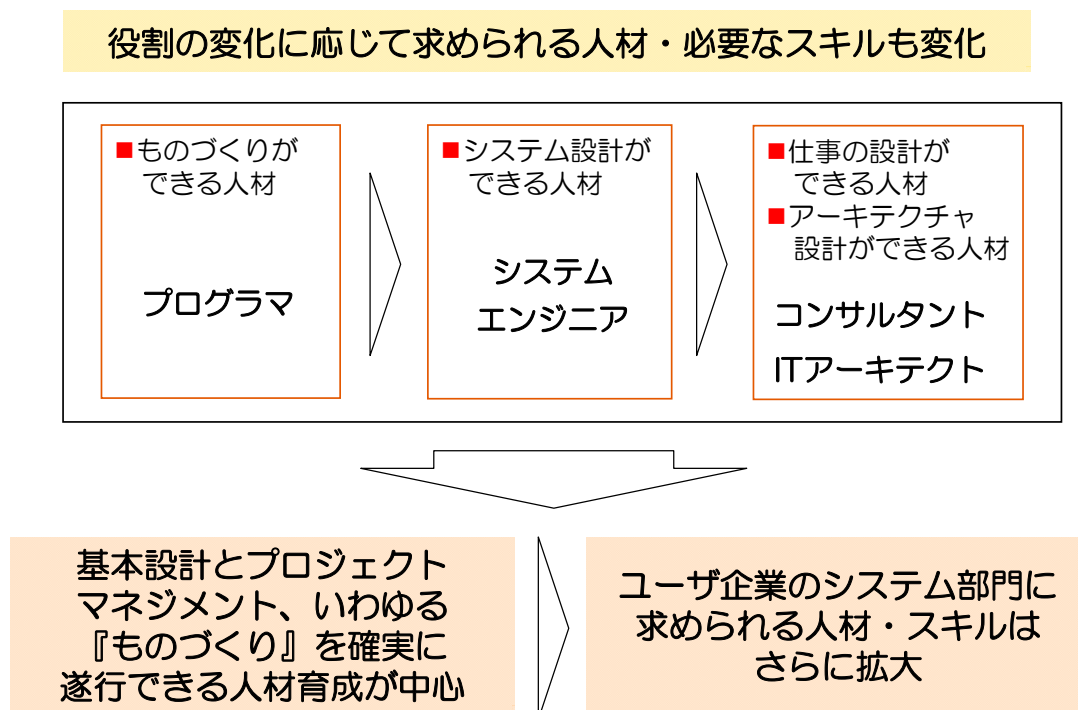 役割の変化に応じて求められる人材・必要なスキルも変化
■ものづくりが
できる人材
プログラマ
■システム設計が
できる人材
システム
エンジニア
■仕事の設計が
できる人材
■アーキテクチャ
設計ができる人材
コンサルタント
ITアーキテクト
基本設計とプロジェクト
マネジメント、いわゆる
『ものづくり』を確実に
遂行できる人材育成が中心
ユーザ企業のシステム部門に
求められる人材・スキルは
さらに拡大